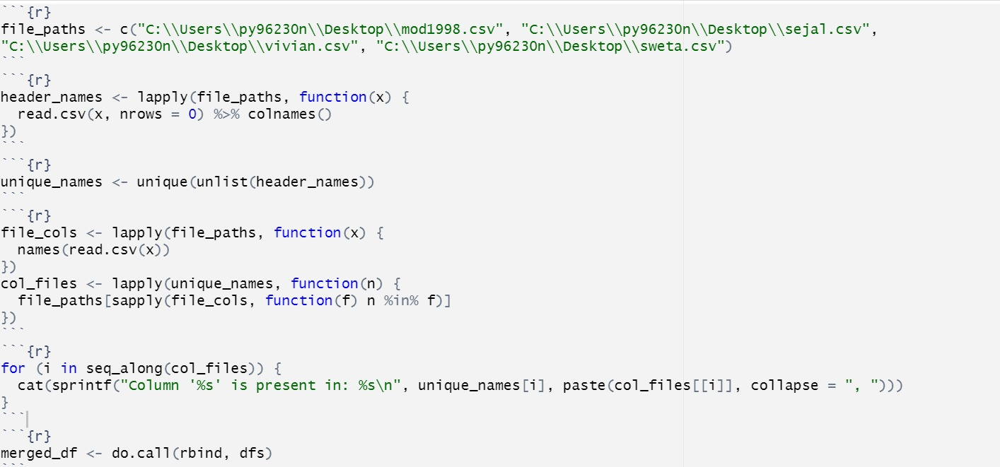 ```{r}
file_paths <- c("C:\\Users\\py96230n\\Desktop\\mod1998.csv", "C:\\Users\\py96230n\\Desktop\\sejal.csv",
"C:\\Users\\py96230n\\Desktop\\vivian.csv", "C:\\Users\\py96230n\\Desktop\\sweta.csv")
```
```{r}
header_names <- lapply(file_paths, function(x) {
  read.csv(x, nrows = 0) %>% colnames()
})
```
```{r}
unique_names <- unique(unlist(header_names))
```
```{r}
file_cols <- lapply(file_paths, function(x) {
  names(read.csv(x))
})
col_files <- lapply(unique_names, function(n) {
  file_paths[sapply(file_cols, function(f) n %in% f)]
})
```
```{r}
for (i in seq_along(col_files)) {
  cat(sprintf("Column '%s' is present in: %s\n", unique_names[i], paste(col_files[[i]], collapse = ", ")))
}
```
```{r}
merged_df <- do.call(rbind, dfs)
```